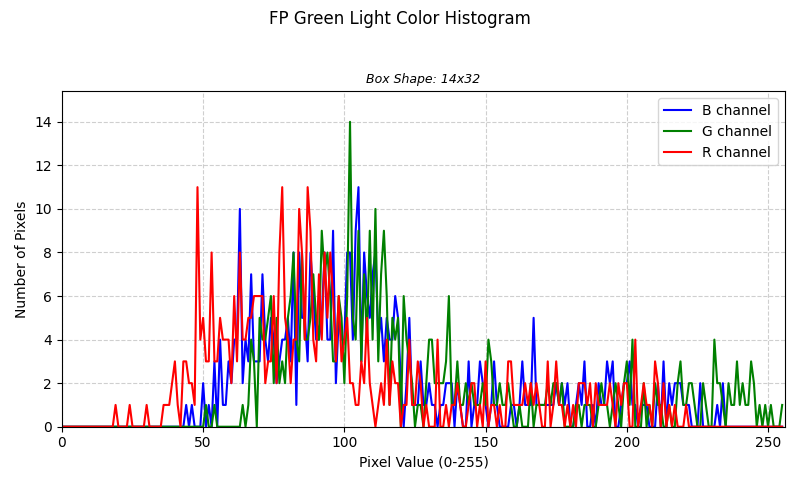 FP Green Light Color Histogram
Box Shape: 14x32
B channel
G channel
R channel
Number of Pixels
14
12
10
8
6
4
2
0
0 50 100 150 200 250
Pixel Value (0-255)